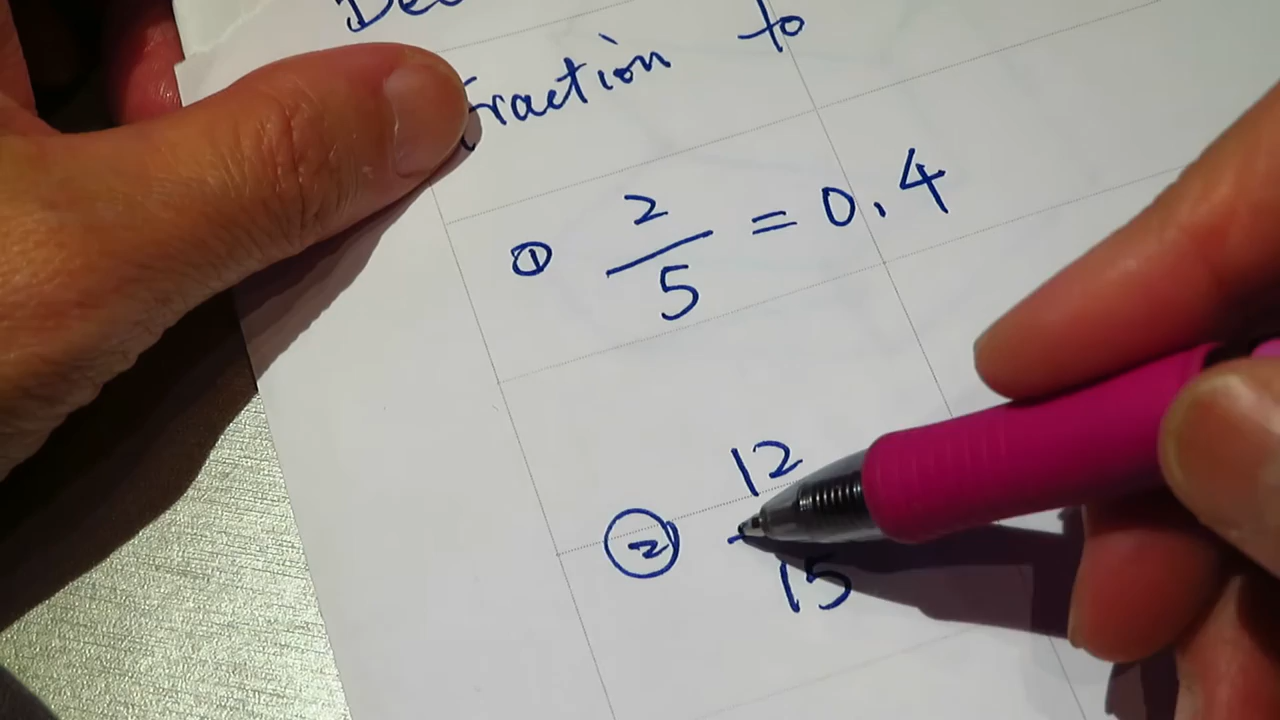 fraction to
① 2/5 = 0.4
② 12
15